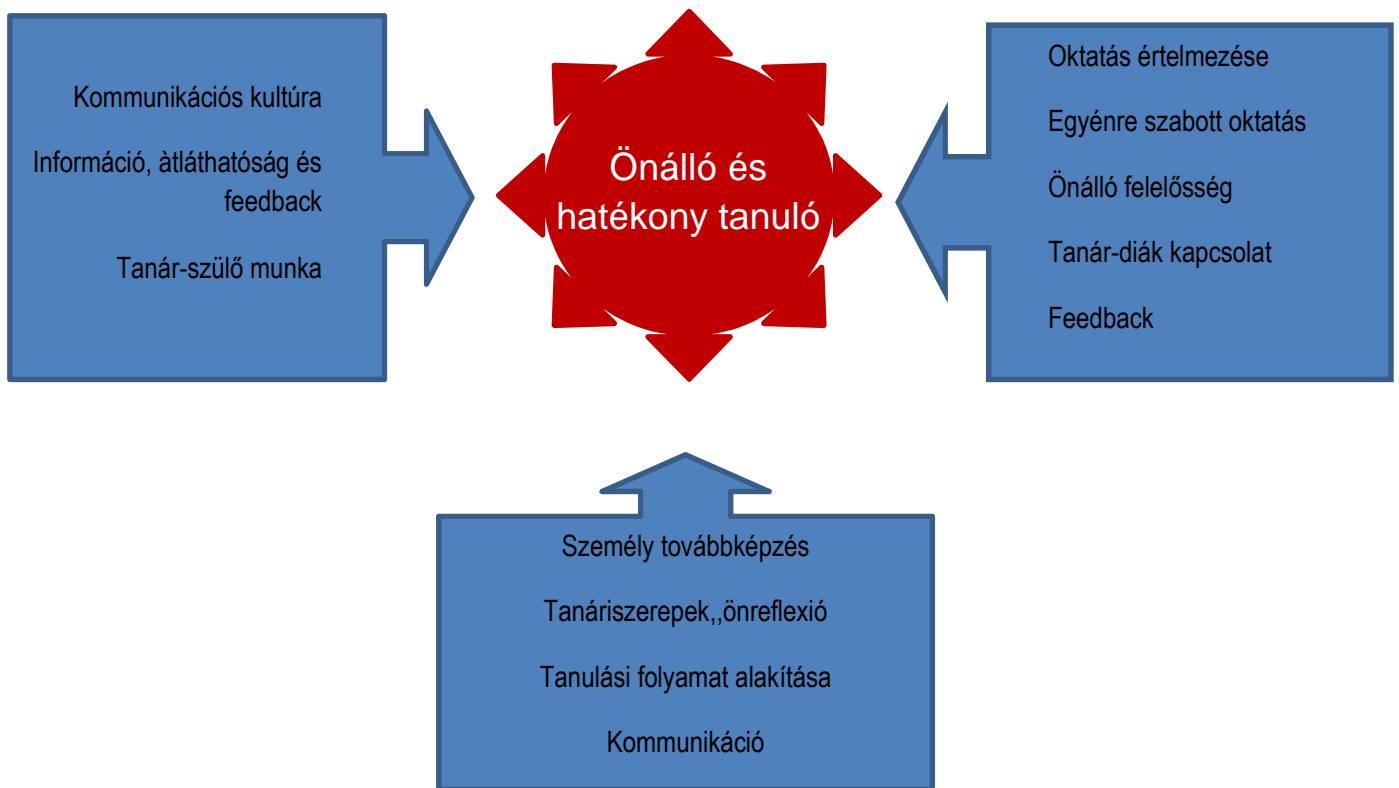 Kommunikációs kultúra
Információ, àtláthatóság és
feedback
Tanár-szülő munka
Önálló és
hatékony tanuló
Oktatás értelmezése
Egyénre szabott oktatás
Önálló felelősség
Tanár-diák kapcsolat
Feedback
Személy továbbképzés
Tanáriszerepek,,önreflexió
Tanulási folyamat alakítása
Kommunikáció